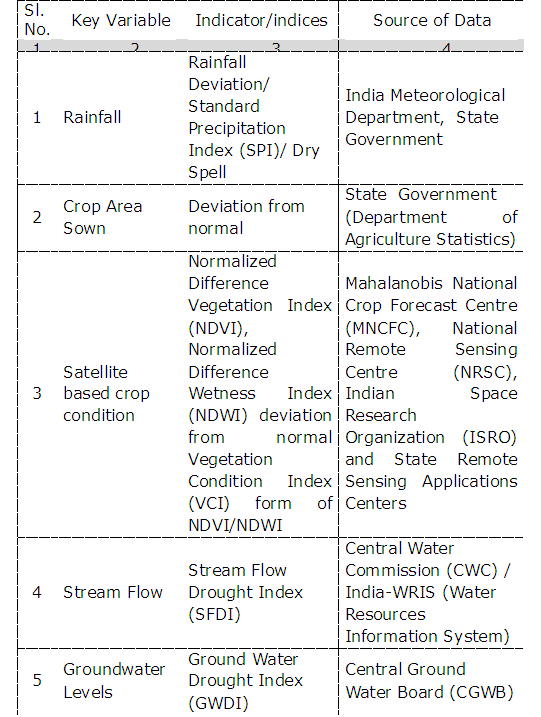 Sl. No. Key Variable Indicator/indices Source of Data
1 2 3 4
1
Rainfall
Rainfall
Deviation/
Standard
Precipitation
Index (SPI)/ Dry
Spell
India Meteorological
Department, State
Government
2
Crop Area
Sown
Deviation from
normal
State Government
(Department of
Agriculture Statistics)
3
Satellite
based crop
condition
Normalized
Difference
Vegetation Index
(NDVI),
Normalized
Difference
Wetness Index
(NDWI) deviation
from normal
Vegetation
Condition Index
(VCI) form of
NDVI/NDWI
Mahalanobis National
Crop Forecast Centre
(MNCFC), National
Remote Sensing
Centre (NRSC),
Indian Space
Research
Organization (ISRO)
and State Remote
Sensing Applications
Centers
4
Stream Flow
Stream Flow
Drought Index
(SFDI)
Central Water
Commission (CWC) /
India-WRIS (Water
Resources
Information System)
5
Groundwater
Levels
Ground Water
Drought Index
(GWDI)
Central Ground
Water Board (CGWB)